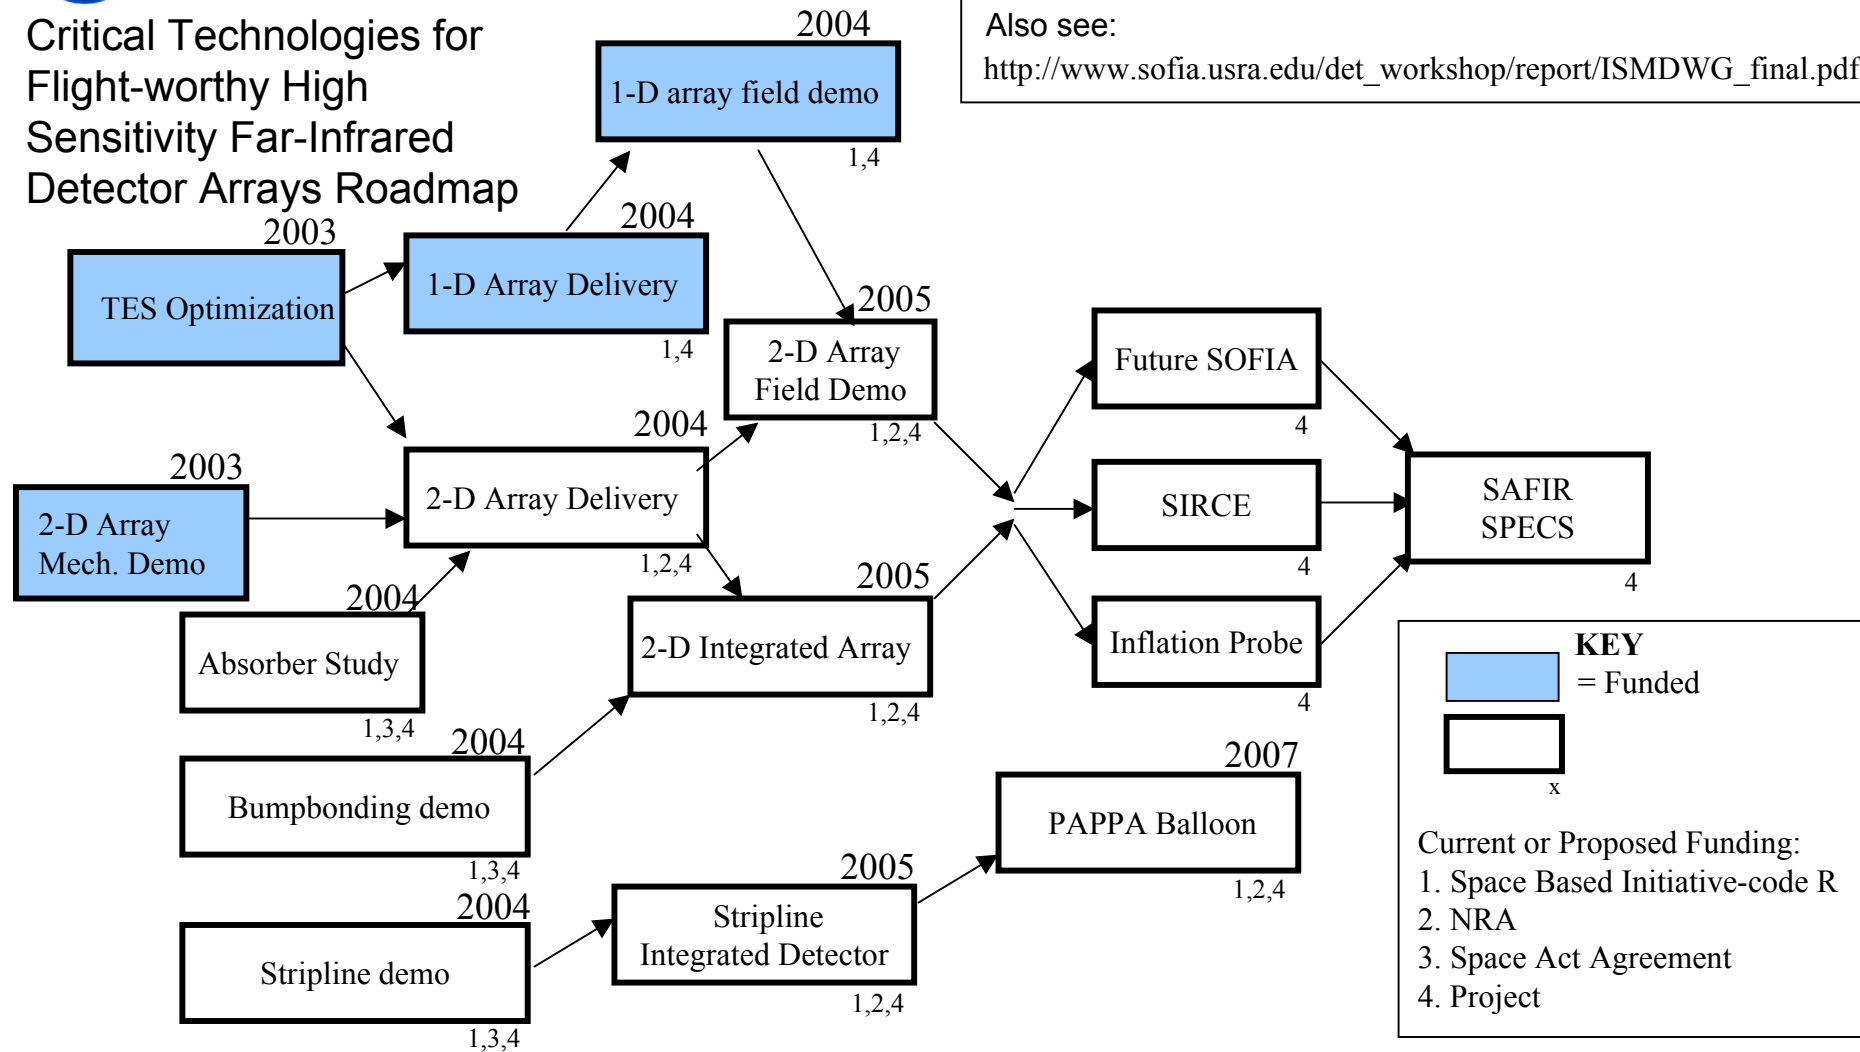 Critical Technologies for
Flight-worthy High
Sensitivity Far-Infrared
Detector Arrays Roadmap
Also see:
http://www.sofia.usra.edu/det_workshop/report/ISMDWG_final.pdf
2004
1-D array field demo
1,4
2003
TES Optimization
2004
1-D Array Delivery
1,4
2005
2-D Array
Field Demo
1,2,4
Future SOFIA
4
2003
2-D Array
Mech. Demo
2004
2-D Array Delivery
1,2,4
SIRCE
4
SAFIR
SPECS
4
2004
Absorber Study
1,3,4
2005
2-D Integrated Array
1,2,4
Inflation Probe
4
2004
Bumpbonding demo
1,3,4
2007
PAPPA Balloon
1,2,4
2004
Stripline demo
1,3,4
2005
Stripline
Integrated Detector
1,2,4
KEY
= Funded
x
Current or Proposed Funding:
1. Space Based Initiative-code R
2. NRA
3. Space Act Agreement
4. Project